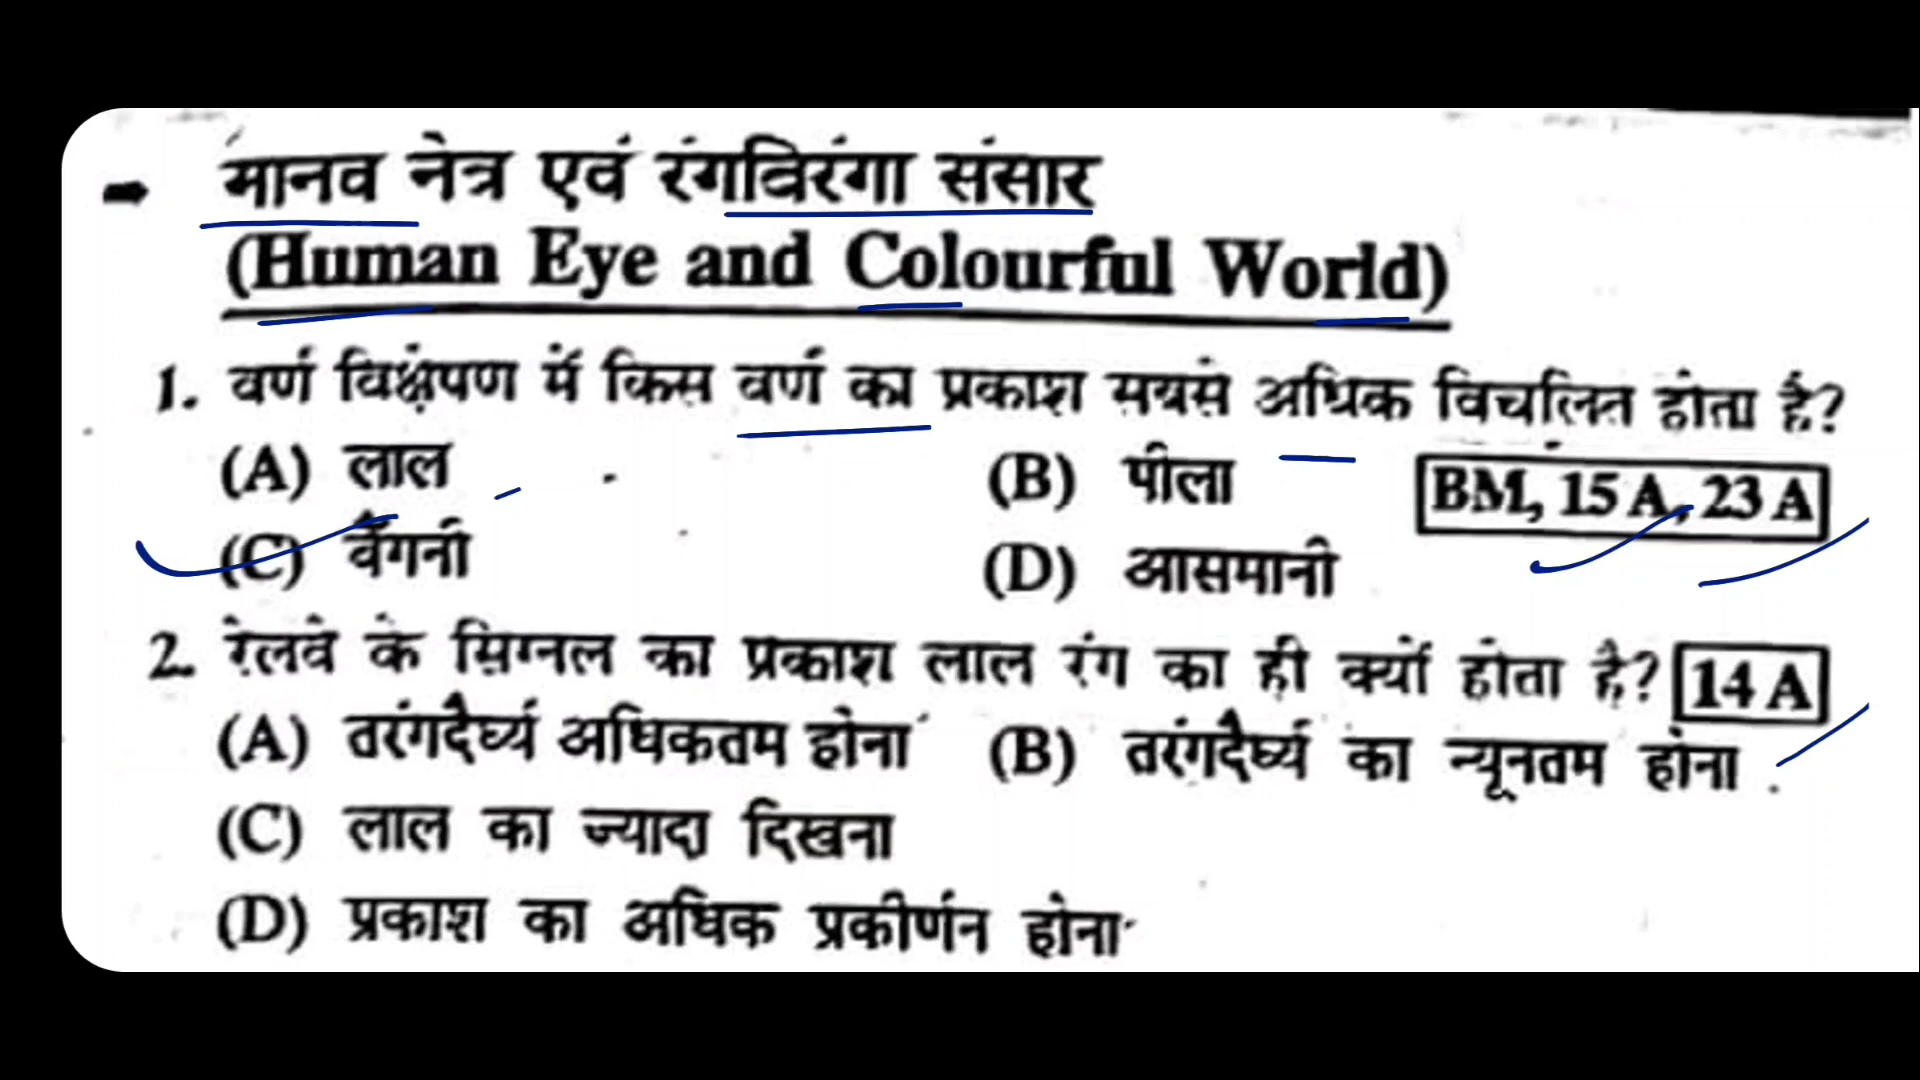 ➡ मानव नेत्र एवं रंगविरंगा संसार
(Human Eye and Colourful World)
1. वर्ण विक्षेपण में किस वर्ण का प्रकाश सबसे अधिक विचलित होता है?
(A) लाल (B) पीला BM, 15 A, 23 A
(C) बैंगनी (D) आसमानी
2. रेलवे के सिग्नल का प्रकाश लाल रंग का ही क्यों होता है? 14 A
(A) तरंगदैर्घ्य अधिकतम होना (B) तरंगदैर्घ्य का न्यूनतम होना
(C) लाल का ज्यादा दिखना
(D) प्रकाश का अधिक प्रकीर्णन होना